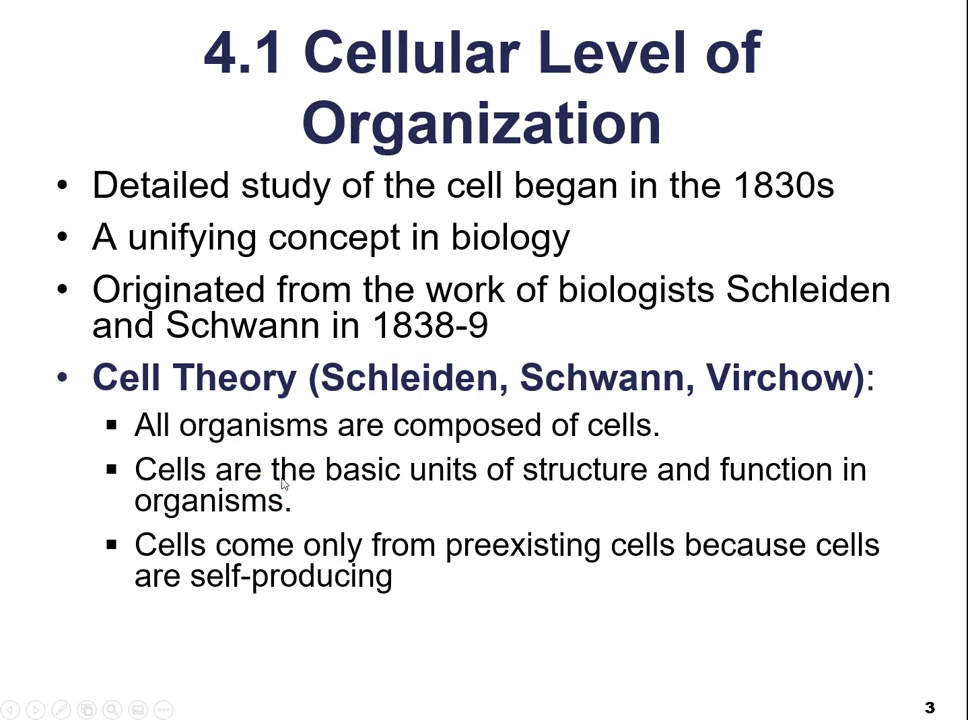 4.1 Cellular Level of
Organization
• Detailed study of the cell began in the 1830s
• A unifying concept in biology
• Originated from the work of biologists Schleiden
and Schwann in 1838-9
• Cell Theory (Schleiden, Schwann, Virchow):
▪ All organisms are composed of cells.
▪ Cells are the basic units of structure and function in
organisms.
▪ Cells come only from preexisting cells because cells
are self-producing
3